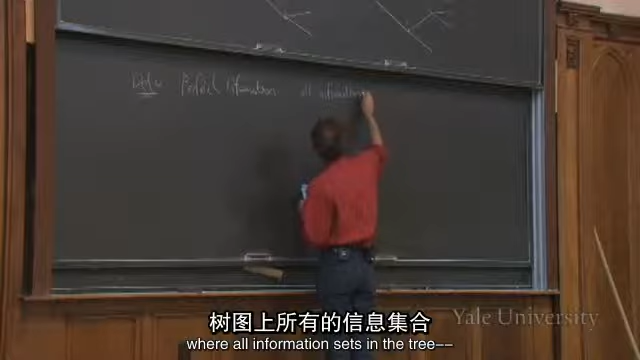 Defn Perfect Information all information
树图上所有的信息集合
where all information sets in the tree--
Yale University